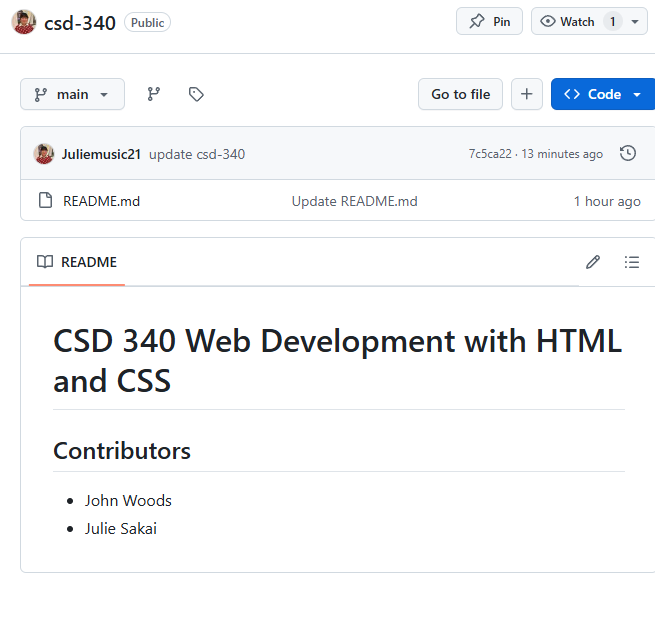 csd-340 Public Pin Watch 1
main Go to file + <> Code
Juliemusic21 update csd-340 7c5ca22 · 13 minutes ago
README.md Update README.md 1 hour ago
README
CSD 340 Web Development with HTML
and CSS
Contributors
• John Woods
• Julie Sakai